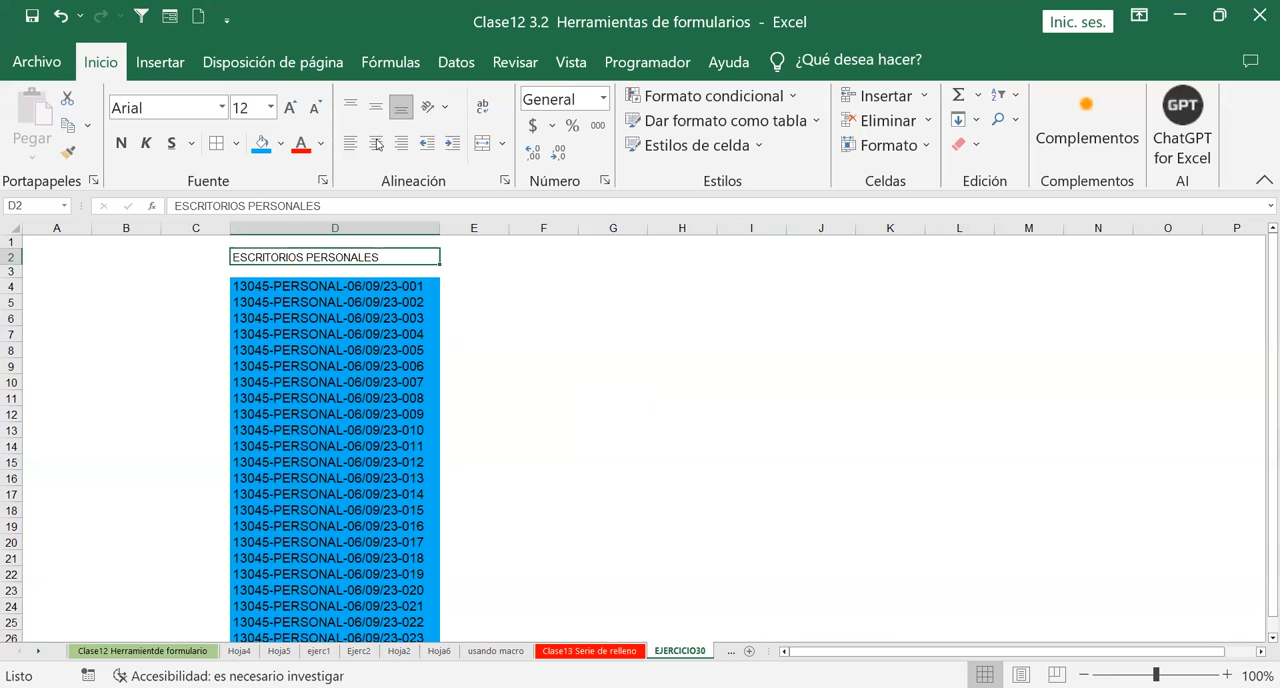 Clase12 3.2 Herramientas de formularios - Excel
Inic. ses.
Archivo Inicio Insertar Disposición de página Fórmulas Datos Revisar Vista Programador Ayuda ¿Qué desea hacer?
Pegar
Portapapeles
Arial 12
N K S A
Fuente
ab
Alineación
General
$ % 000
Número
Formato condicional
Dar formato como tabla
Estilos de celda
Estilos
Insertar
Eliminar
Formato
Celdas
Edición
Complementos
Complementos
GPT
ChatGPT
for Excel
AI
D2 fx ESCRITORIOS PERSONALES
A B C D E F G H I J K L M N O P
1
2 ESCRITORIOS PERSONALES
3
4 13045-PERSONAL-06/09/23-001
5 13045-PERSONAL-06/09/23-002
6 13045-PERSONAL-06/09/23-003
7 13045-PERSONAL-06/09/23-004
8 13045-PERSONAL-06/09/23-005
9 13045-PERSONAL-06/09/23-006
10 13045-PERSONAL-06/09/23-007
11 13045-PERSONAL-06/09/23-008
12 13045-PERSONAL-06/09/23-009
13 13045-PERSONAL-06/09/23-010
14 13045-PERSONAL-06/09/23-011
15 13045-PERSONAL-06/09/23-012
16 13045-PERSONAL-06/09/23-013
17 13045-PERSONAL-06/09/23-014
18 13045-PERSONAL-06/09/23-015
19 13045-PERSONAL-06/09/23-016
20 13045-PERSONAL-06/09/23-017
21 13045-PERSONAL-06/09/23-018
22 13045-PERSONAL-06/09/23-019
23 13045-PERSONAL-06/09/23-020
24 13045-PERSONAL-06/09/23-021
25 13045-PERSONAL-06/09/23-022
26 13045-PERSONAL-06/09/23-023
Clase12 Herramientde formulario Hoja4 Hoja5 ejerc1 Ejerc2 Hoja2 Hoja6 usando macro Clase13 Serie de relleno EJERCICIO30 ...
Listo Accesibilidad: es necesario investigar 100%